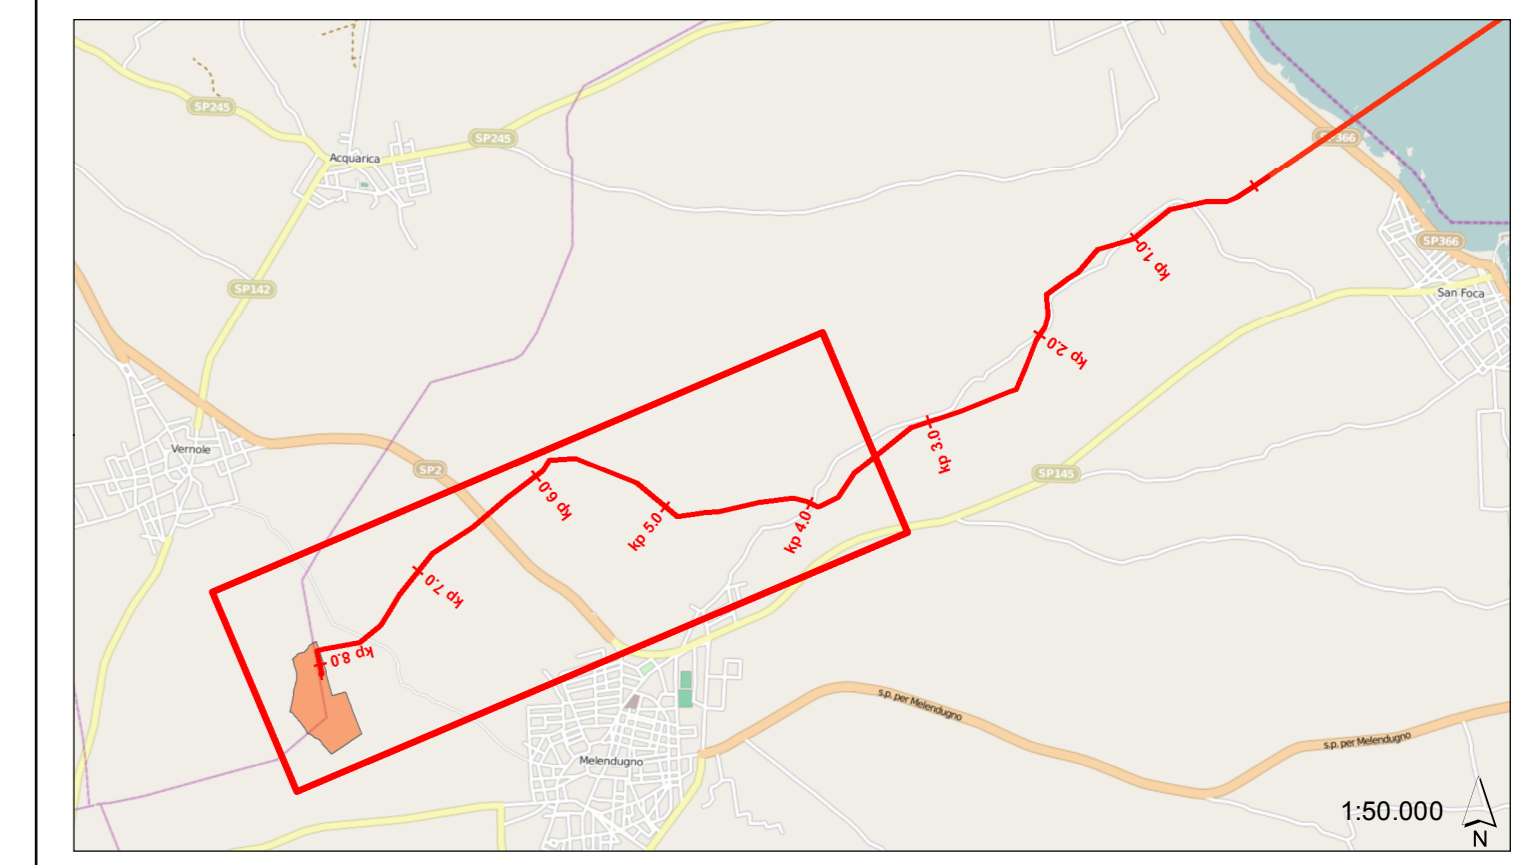 SP366
SP245
SP245
Acquarica
SP366
kp 1.0
SP142
San Foca
kp 2.0
kp 3.0
Vernole
SP2
SP145
kp 6.0
kp 5.0
kp 4.0
kp 7.0
kp 8.0
s.p. per Melendugno
s.p. per Melendugno
Melendugno
1:50.000
N